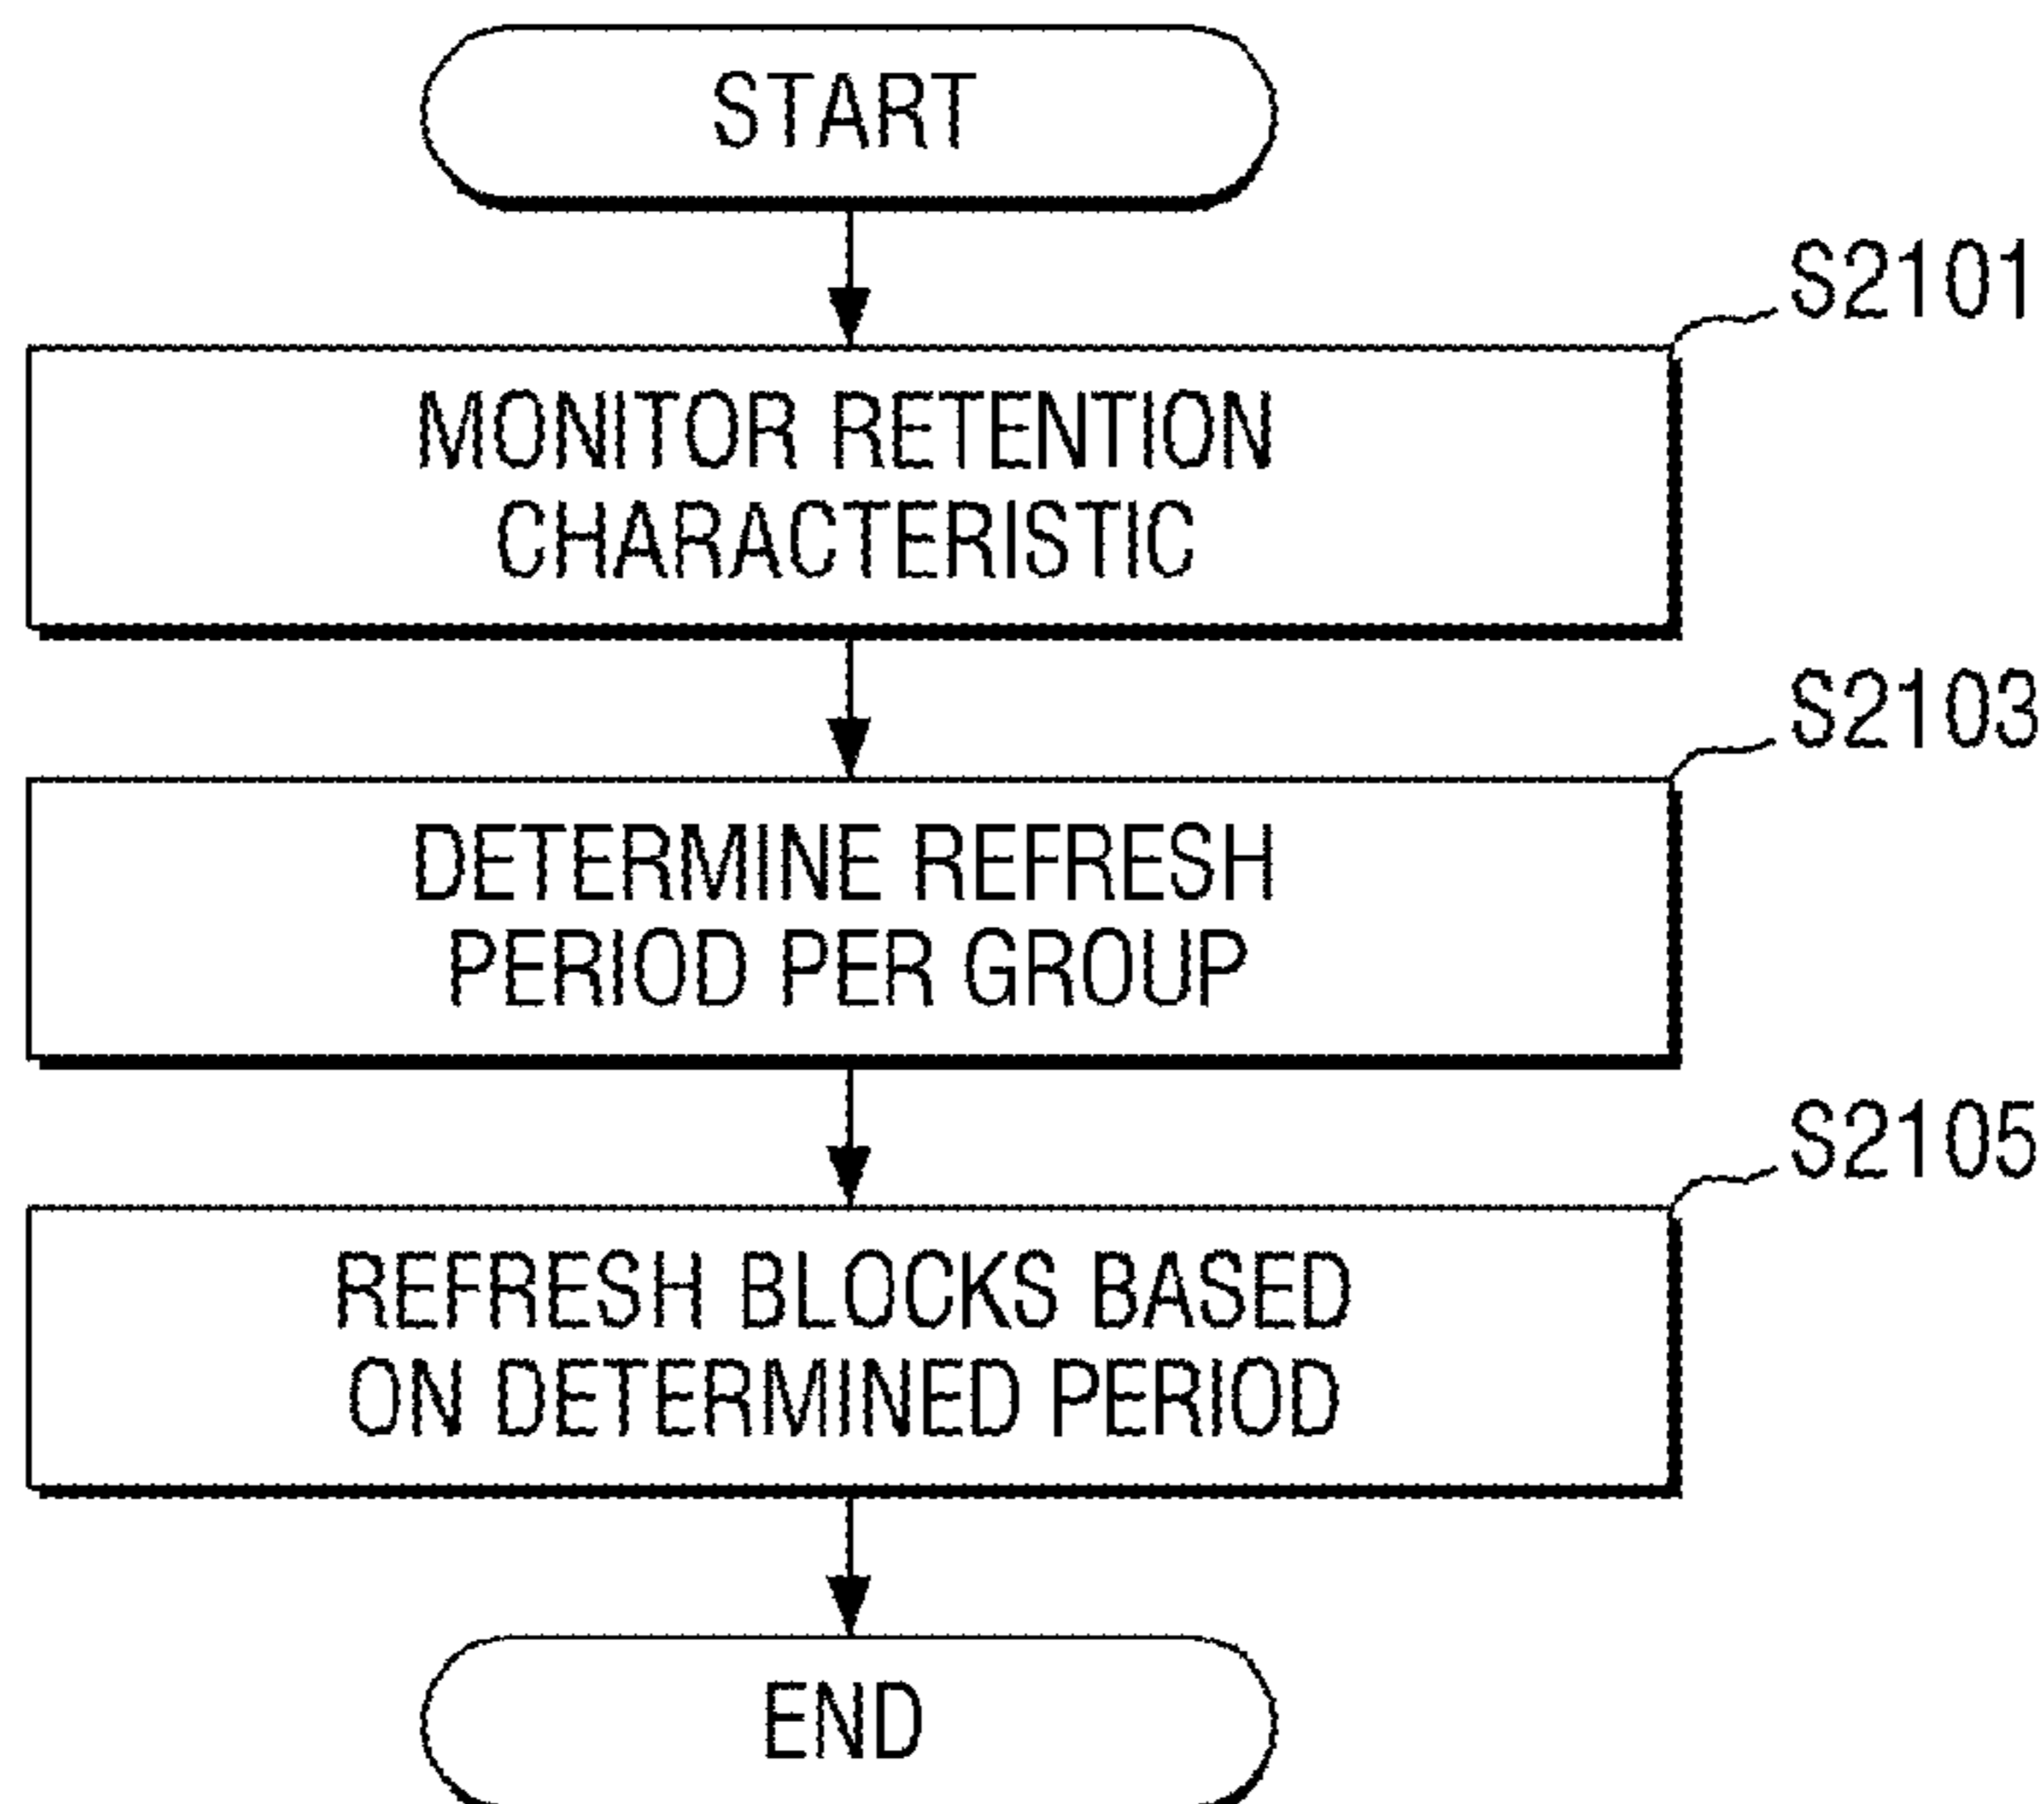 START
S2101
MONITOR RETENTION
CHARACTERISTIC
S2103
DETERMINE REFRESH
PERIOD PER GROUP
S2105
REFRESH BLOCKS BASED
ON DETERMINED PERIOD
END